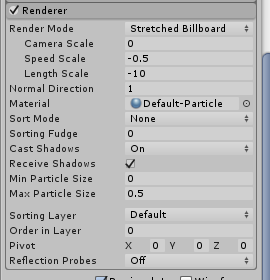 Renderer
Render Mode Stretched Billboard
Camera Scale 0
Speed Scale -0.5
Length Scale -10
Normal Direction 1
Material Default-Particle
Sort Mode None
Sorting Fudge 0
Cast Shadows On
Receive Shadows
Min Particle Size 0
Max Particle Size 0.5
Sorting Layer Default
Order in Layer 0
Pivot X 0 Y 0 Z 0
Reflection Probes Off